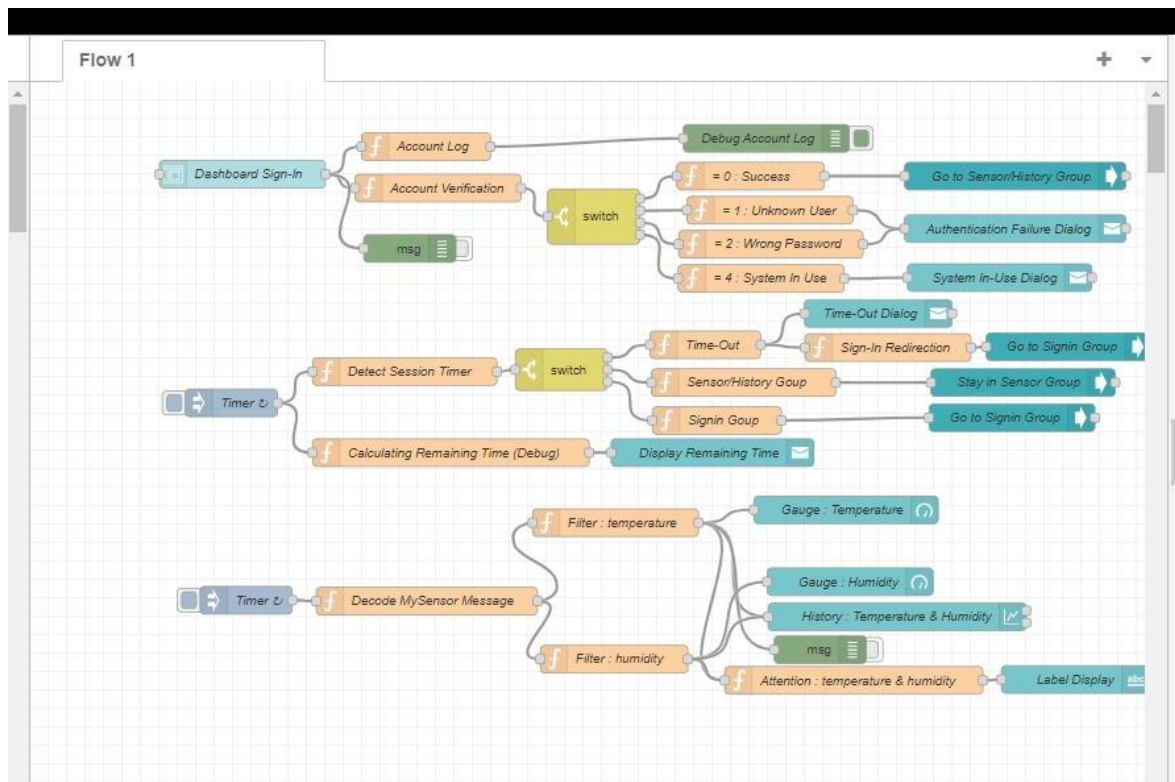 Flow 1
Account Log
Debug Account Log
Dashboard Sign-In
Account Verification
= 0 : Success
Go to Sensor/History Group
switch
= 1 : Unknown User
Authentication Failure Dialog
msg
= 2 : Wrong Password
= 4 : System In Use
System In-Use Dialog
Time-Out Dialog
Time-Out
Sign-In Redirection
Go to Signin Group
Detect Session Timer
switch
Sensor/History Goup
Stay in Sensor Group
Timer ↻
Signin Goup
Go to Signin Group
Calculating Remaining Time (Debug)
Display Remaining Time
Gauge : Temperature
Filter : temperature
Gauge : Humidity
Timer ↻
Decode MySensor Message
History : Temperature & Humidity
msg
Filter : humidity
Attention : temperature & humidity
Label Display
abc